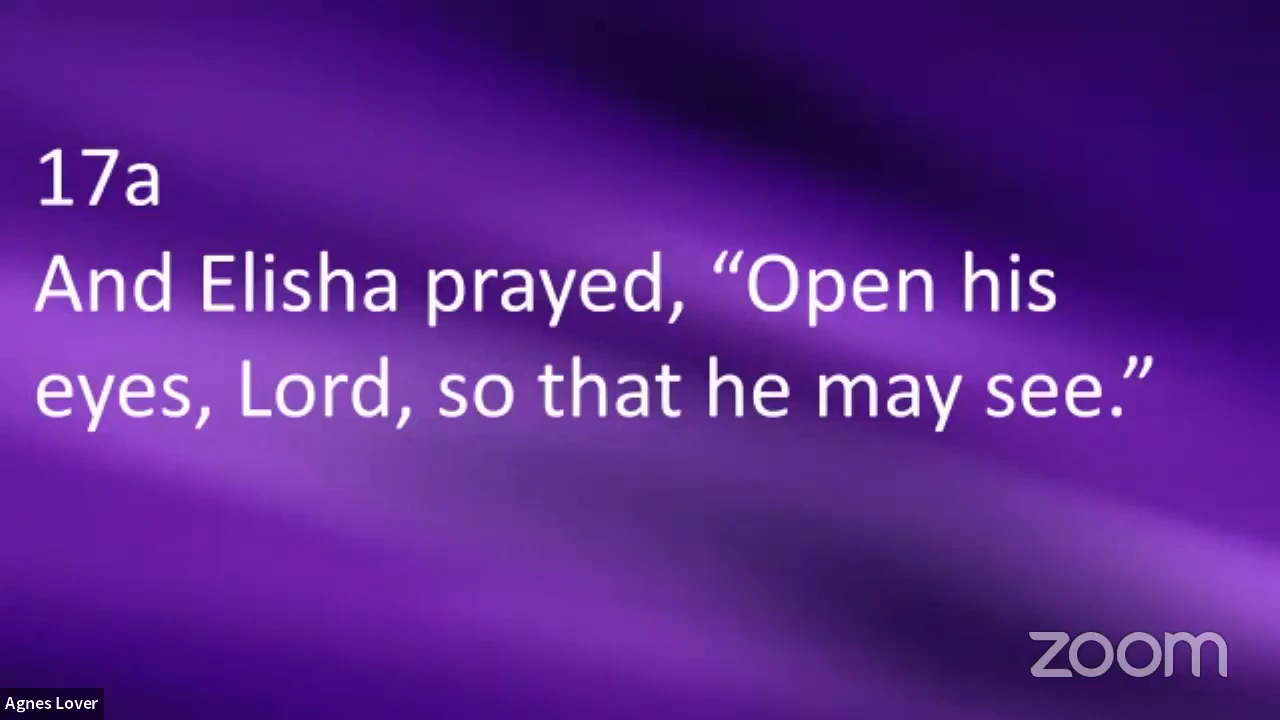 17a
And Elisha prayed, “Open his
eyes, Lord, so that he may see.”
zoom
Agnes Lover